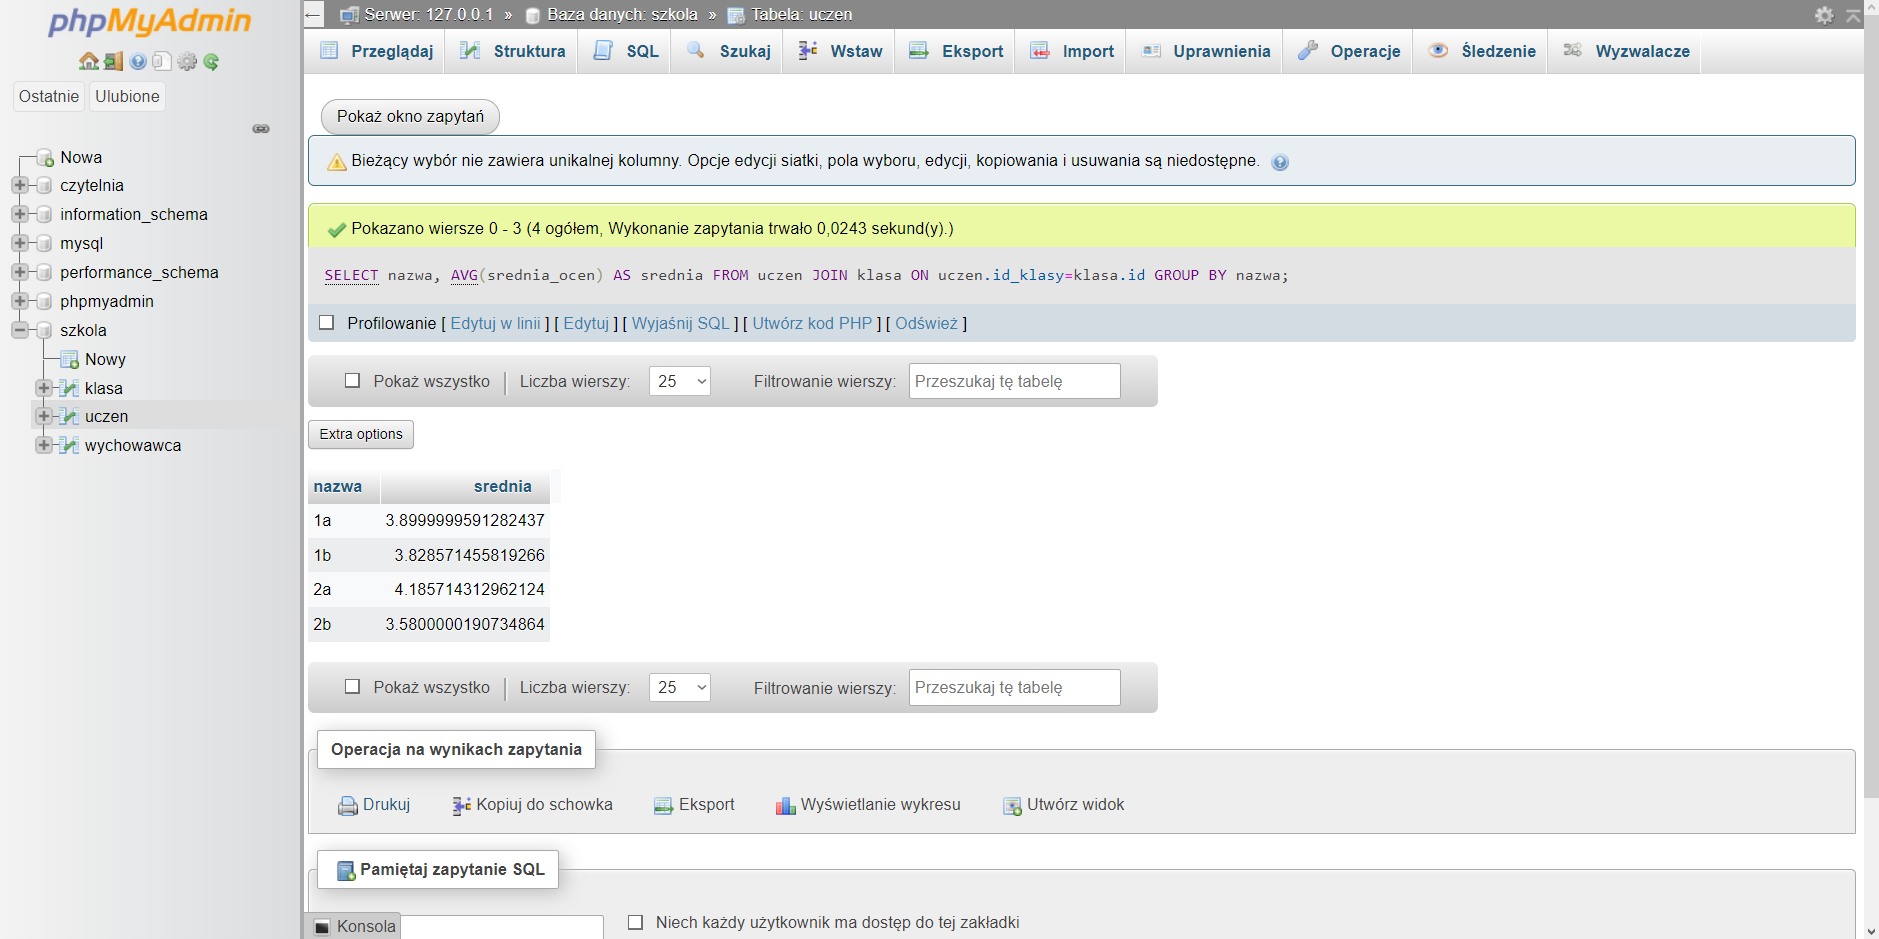 phpMyAdmin
Ostatnie Ulubione
Nowa
czytelnia
information_schema
mysql
performance_schema
phpmyadmin
szkola
Nowy
klasa
uczen
wychowawca
Serwer: 127.0.0.1 » Baza danych: szkola » Tabela: uczen
Przeglądaj Struktura SQL Szukaj Wstaw Eksport Import Uprawnienia Operacje Śledzenie Wyzwalacze
Pokaż okno zapytań
Bieżący wybór nie zawiera unikalnej kolumny. Opcje edycji siatki, pola wyboru, edycji, kopiowania i usuwania są niedostępne.
Pokazano wiersze 0 - 3 (4 ogółem, Wykonanie zapytania trwało 0,0243 sekund(y).)
SELECT nazwa, AVG(srednia_ocen) AS srednia FROM uczen JOIN klasa ON uczen.id_klasy=klasa.id GROUP BY nazwa;
Profilowanie [ Edytuj w linii ] [ Edytuj ] [ Wyjaśnij SQL ] [ Utwórz kod PHP ] [ Odśwież ]
Pokaż wszystko | Liczba wierszy: 25 Filtrowanie wierszy: Przeszukaj tę tabelę
Extra options
nazwa srednia
1a 3.8999999591282437
1b 3.828571455819266
2a 4.185714312962124
2b 3.5800000190734864
Pokaż wszystko | Liczba wierszy: 25 Filtrowanie wierszy: Przeszukaj tę tabelę
Operacja na wynikach zapytania
Drukuj Kopiuj do schowka Eksport Wyświetlanie wykresu Utwórz widok
Pamiętaj zapytanie SQL
Konsola Niech każdy użytkownik ma dostęp do tej zakładki